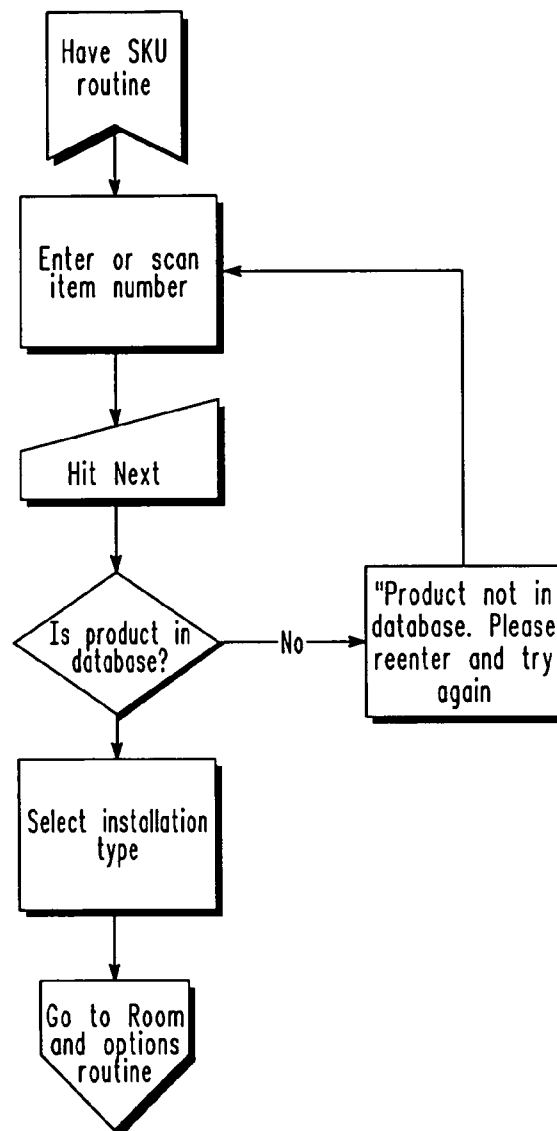 Have SKU
routine
Enter or scan
item number
Hit Next
Is product in
database?
No
"Product not in
database. Please
reenter and try
again
Select installation
type
Go to Room
and options
routine